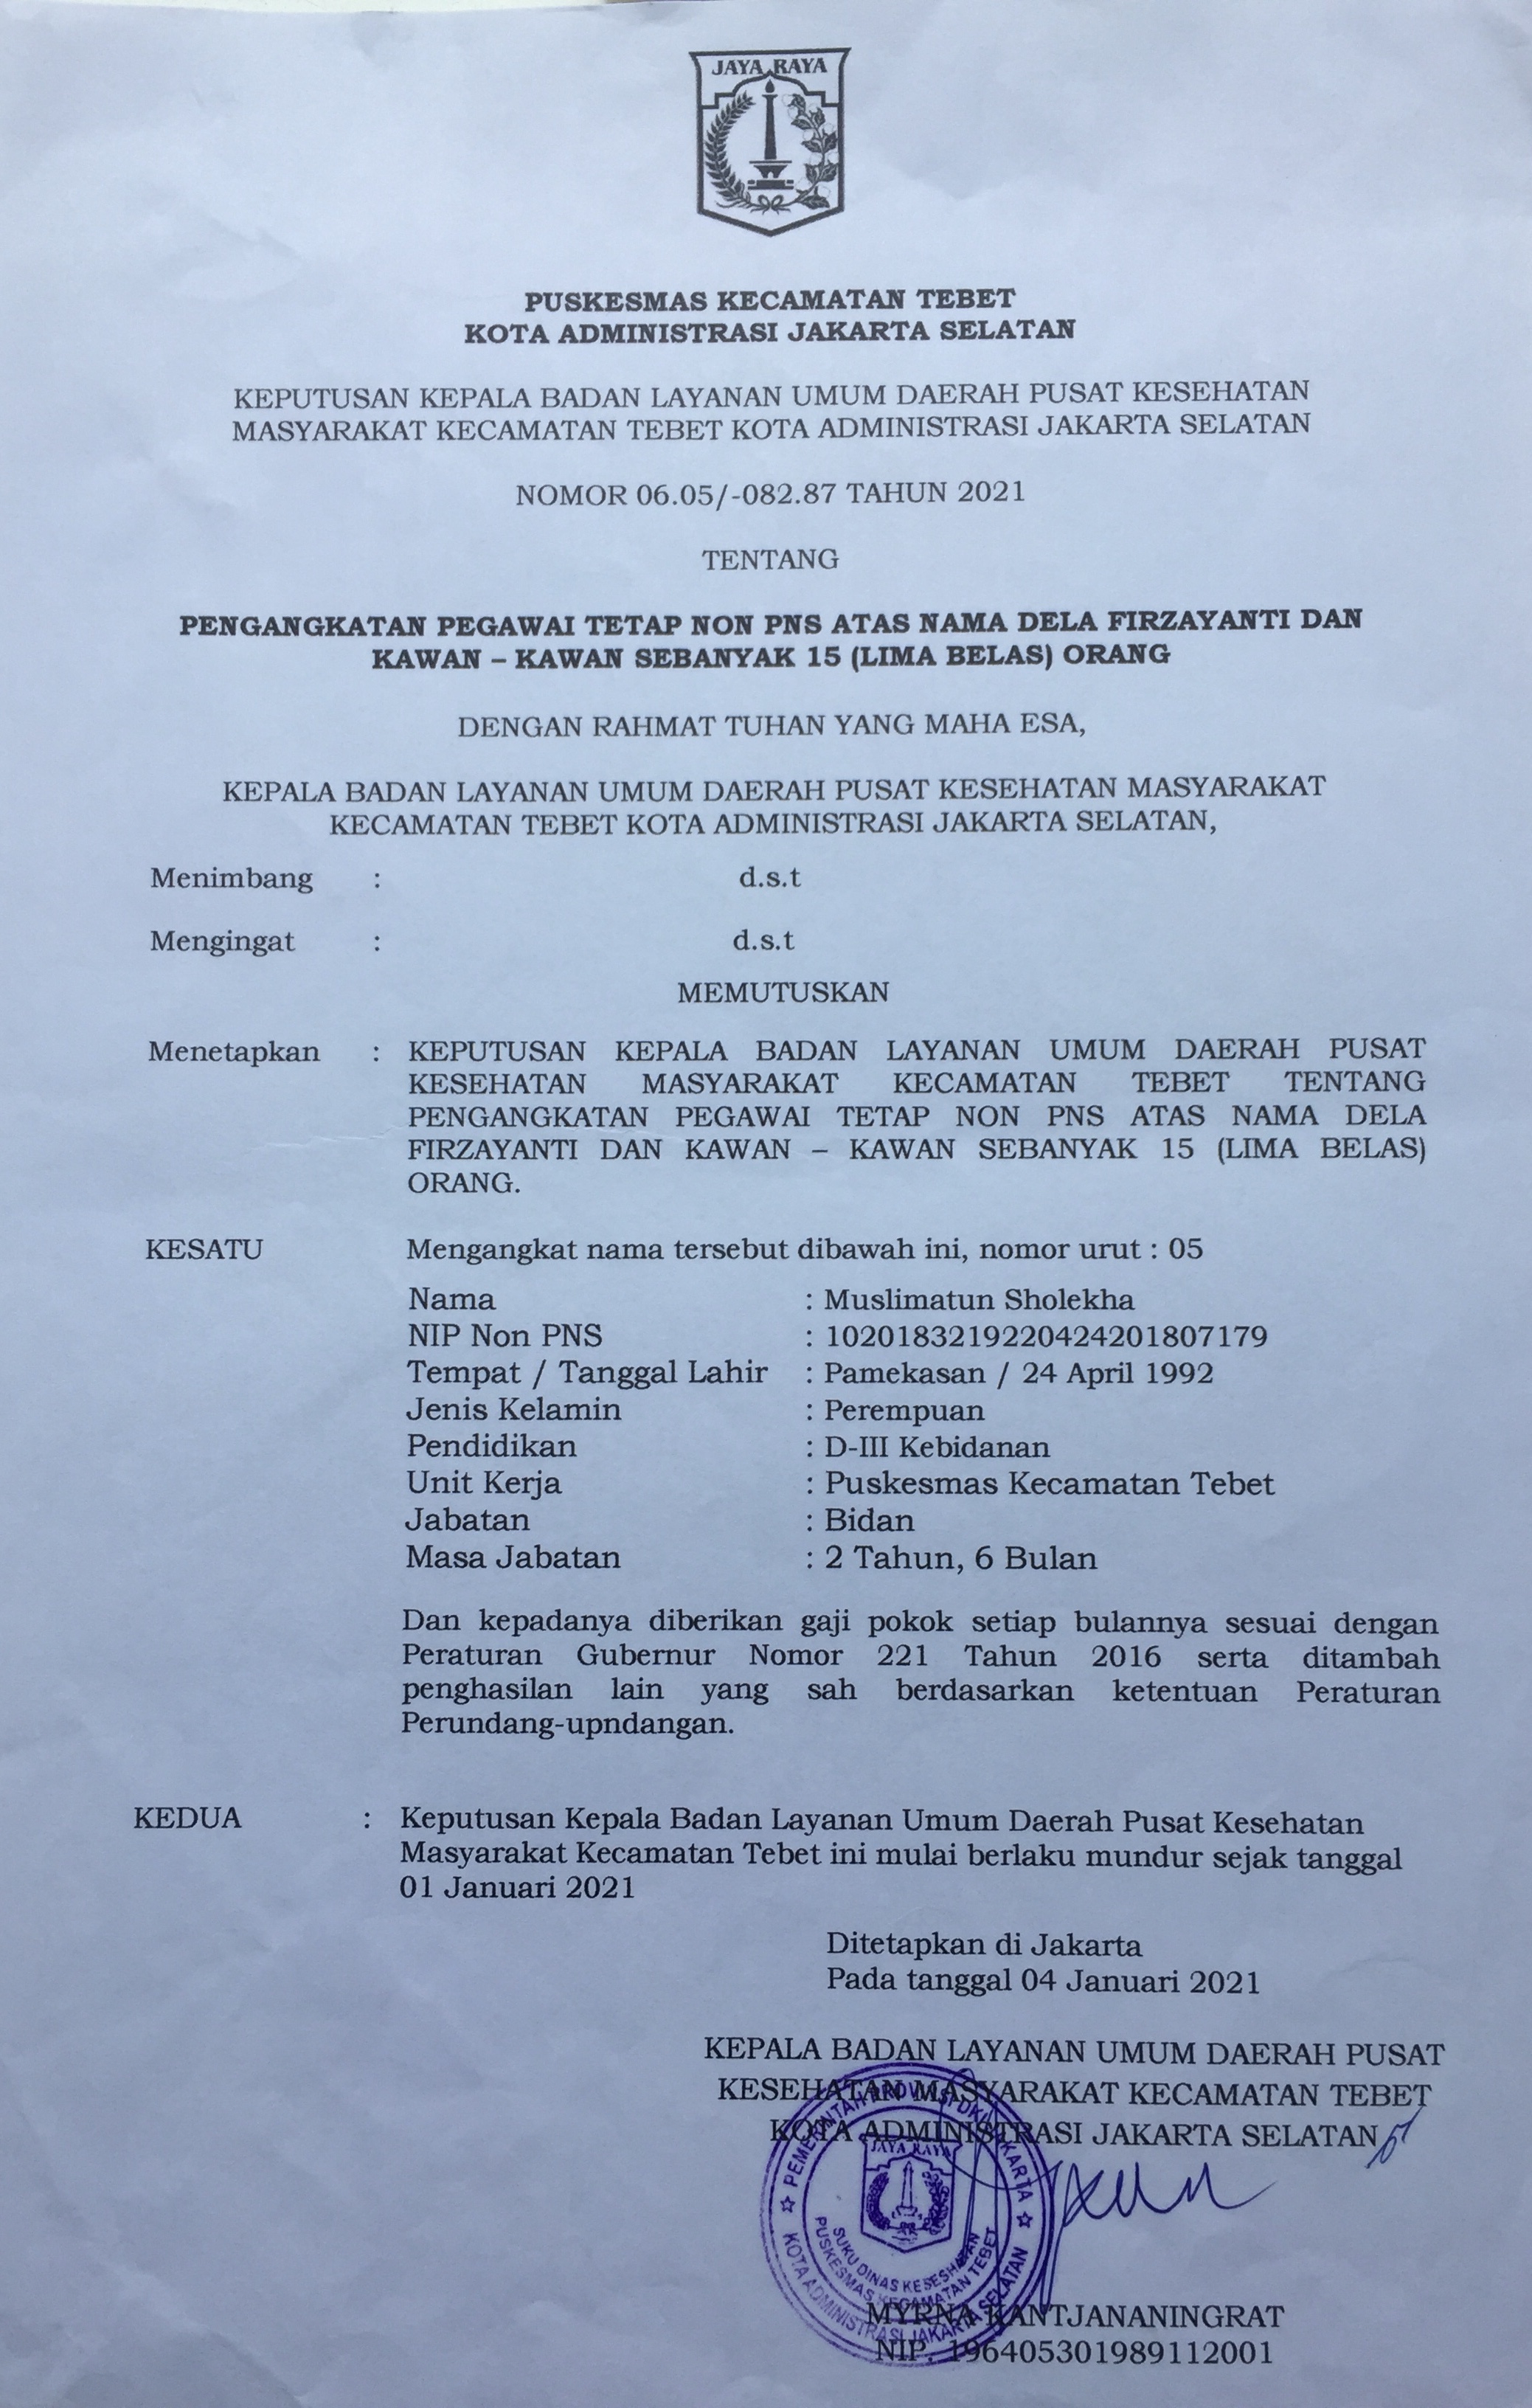 JAYA RAYA
PUSKESMAS KECAMATAN TEBET
KOTA ADMINISTRASI JAKARTA SELATAN
KEPUTUSAN KEPALA BADAN LAYANAN UMUM DAERAH PUSAT KESEHATAN
MASYARAKAT KECAMATAN TEBET KOTA ADMINISTRASI JAKARTA SELATAN
NOMOR 06.05/-082.87 TAHUN 2021
TENTANG
PENGANGKATAN PEGAWAI TETAP NON PNS ATAS NAMA DELA FIRZAYANTI DAN
KAWAN – KAWAN SEBANYAK 15 (LIMA BELAS) ORANG
DENGAN RAHMAT TUHAN YANG MAHA ESA,
KEPALA BADAN LAYANAN UMUM DAERAH PUSAT KESEHATAN MASYARAKAT
KECAMATAN TEBET KOTA ADMINISTRASI JAKARTA SELATAN,
Menimbang : d.s.t
Mengingat : d.s.t
MEMUTUSKAN
Menetapkan : KEPUTUSAN KEPALA BADAN LAYANAN UMUM DAERAH PUSAT
KESEHATAN MASYARAKAT KECAMATAN TEBET TENTANG
PENGANGKATAN PEGAWAI TETAP NON PNS ATAS NAMA DELA
FIRZAYANTI DAN KAWAN – KAWAN SEBANYAK 15 (LIMA BELAS)
ORANG.
KESATU Mengangkat nama tersebut dibawah ini, nomor urut : 05
Nama : Muslimatun Sholekha
NIP Non PNS : 1020183219220424201807179
Tempat / Tanggal Lahir : Pamekasan / 24 April 1992
Jenis Kelamin : Perempuan
Pendidikan : D-III Kebidanan
Unit Kerja : Puskesmas Kecamatan Tebet
Jabatan : Bidan
Masa Jabatan : 2 Tahun, 6 Bulan
Dan kepadanya diberikan gaji pokok setiap bulannya sesuai dengan
Peraturan Gubernur Nomor 221 Tahun 2016 serta ditambah
penghasilan lain yang sah berdasarkan ketentuan Peraturan
Perundang-upndangan.
KEDUA : Keputusan Kepala Badan Layanan Umum Daerah Pusat Kesehatan
Masyarakat Kecamatan Tebet ini mulai berlaku mundur sejak tanggal
01 Januari 2021
Ditetapkan di Jakarta
Pada tanggal 04 Januari 2021
KEPALA BADAN LAYANAN UMUM DAERAH PUSAT
KESEHATAN MASYARAKAT KECAMATAN TEBET
KOTA ADMINISTRASI JAKARTA SELATAN
PEMERINTAH PROVINSI DKI JAKARTA
JAYA RAYA
SUKU DINAS KESEHATAN
PUSKESMAS KECAMATAN TEBET
KOTA ADMINISTRASI JAKARTA SELATAN
MYRNA KANTJANANINGRAT
NIP. 196405301989112001